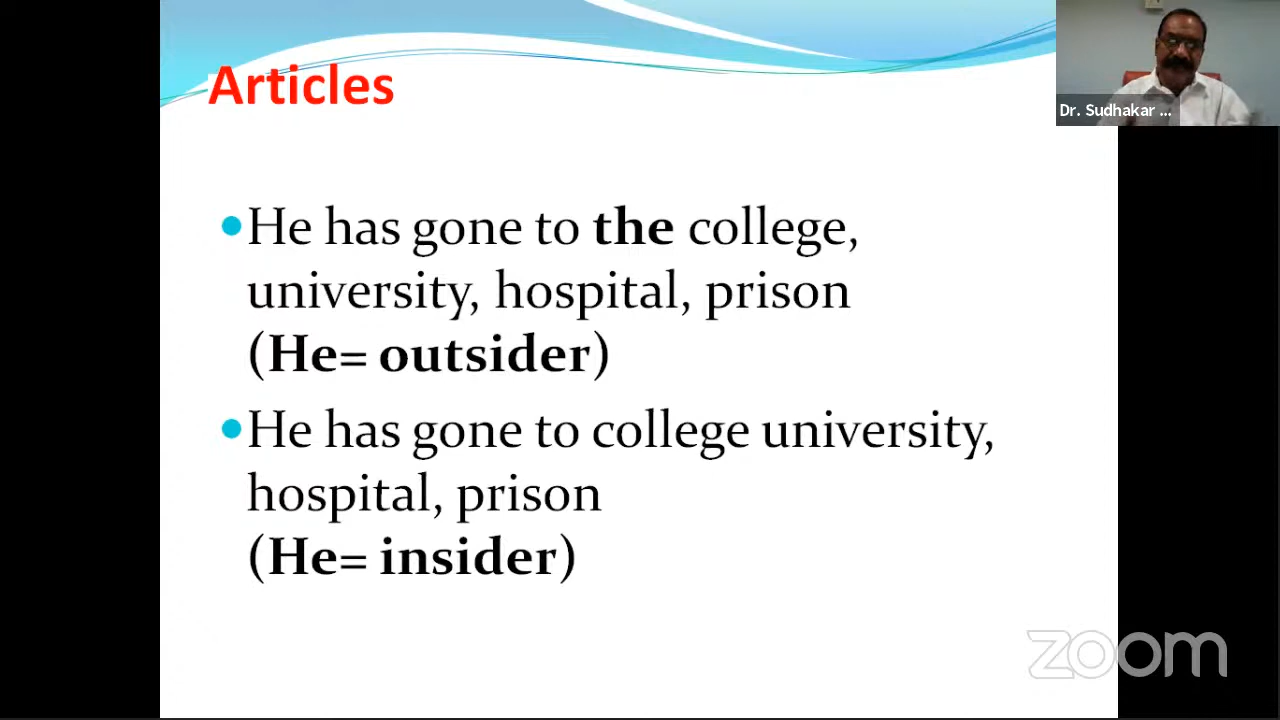 Articles
Dr. Sudhakar ...
•He has gone to the college,
university, hospital, prison
(He= outsider)
•He has gone to college university,
hospital, prison
(He= insider)
zoom